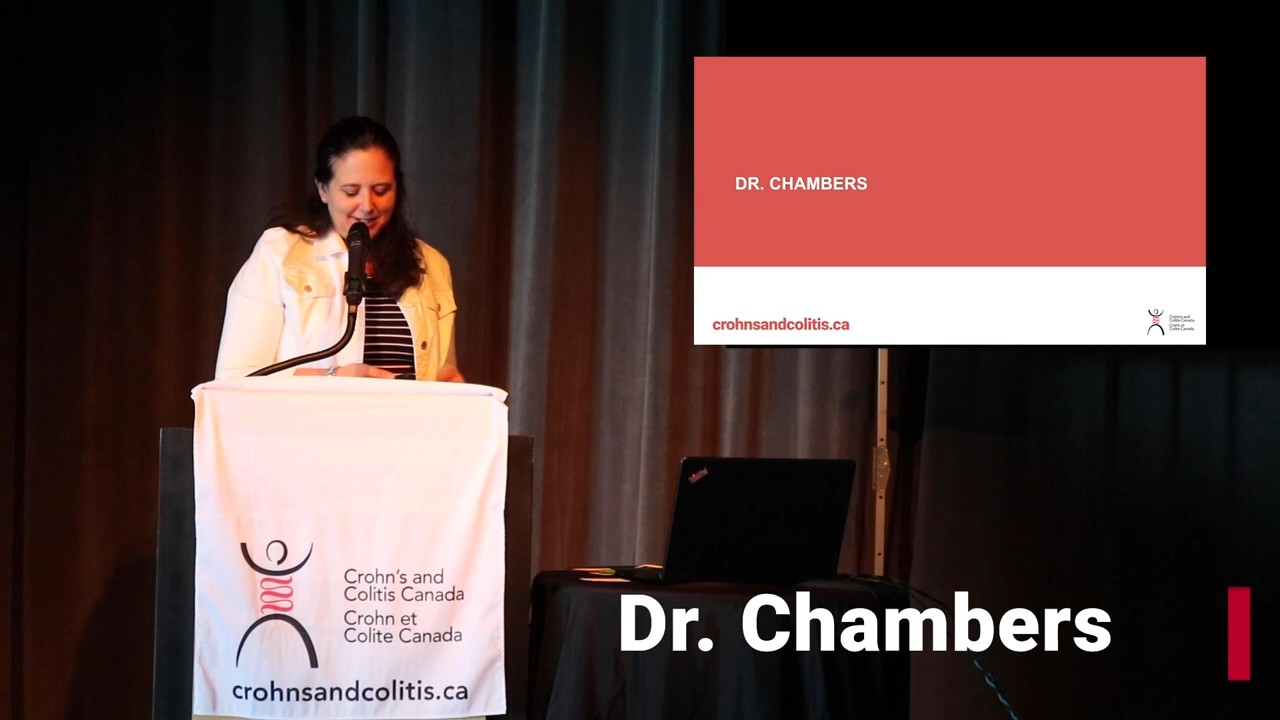 DR. CHAMBERS
crohnsandcolitis.ca
Crohn's and
Colitis Canada
Crohn et
Colite Canada
Crohn's and
Colitis Canada
Crohn et
Colite Canada
crohnsandcolitis.ca
ThinkPad
Dr. Chambers